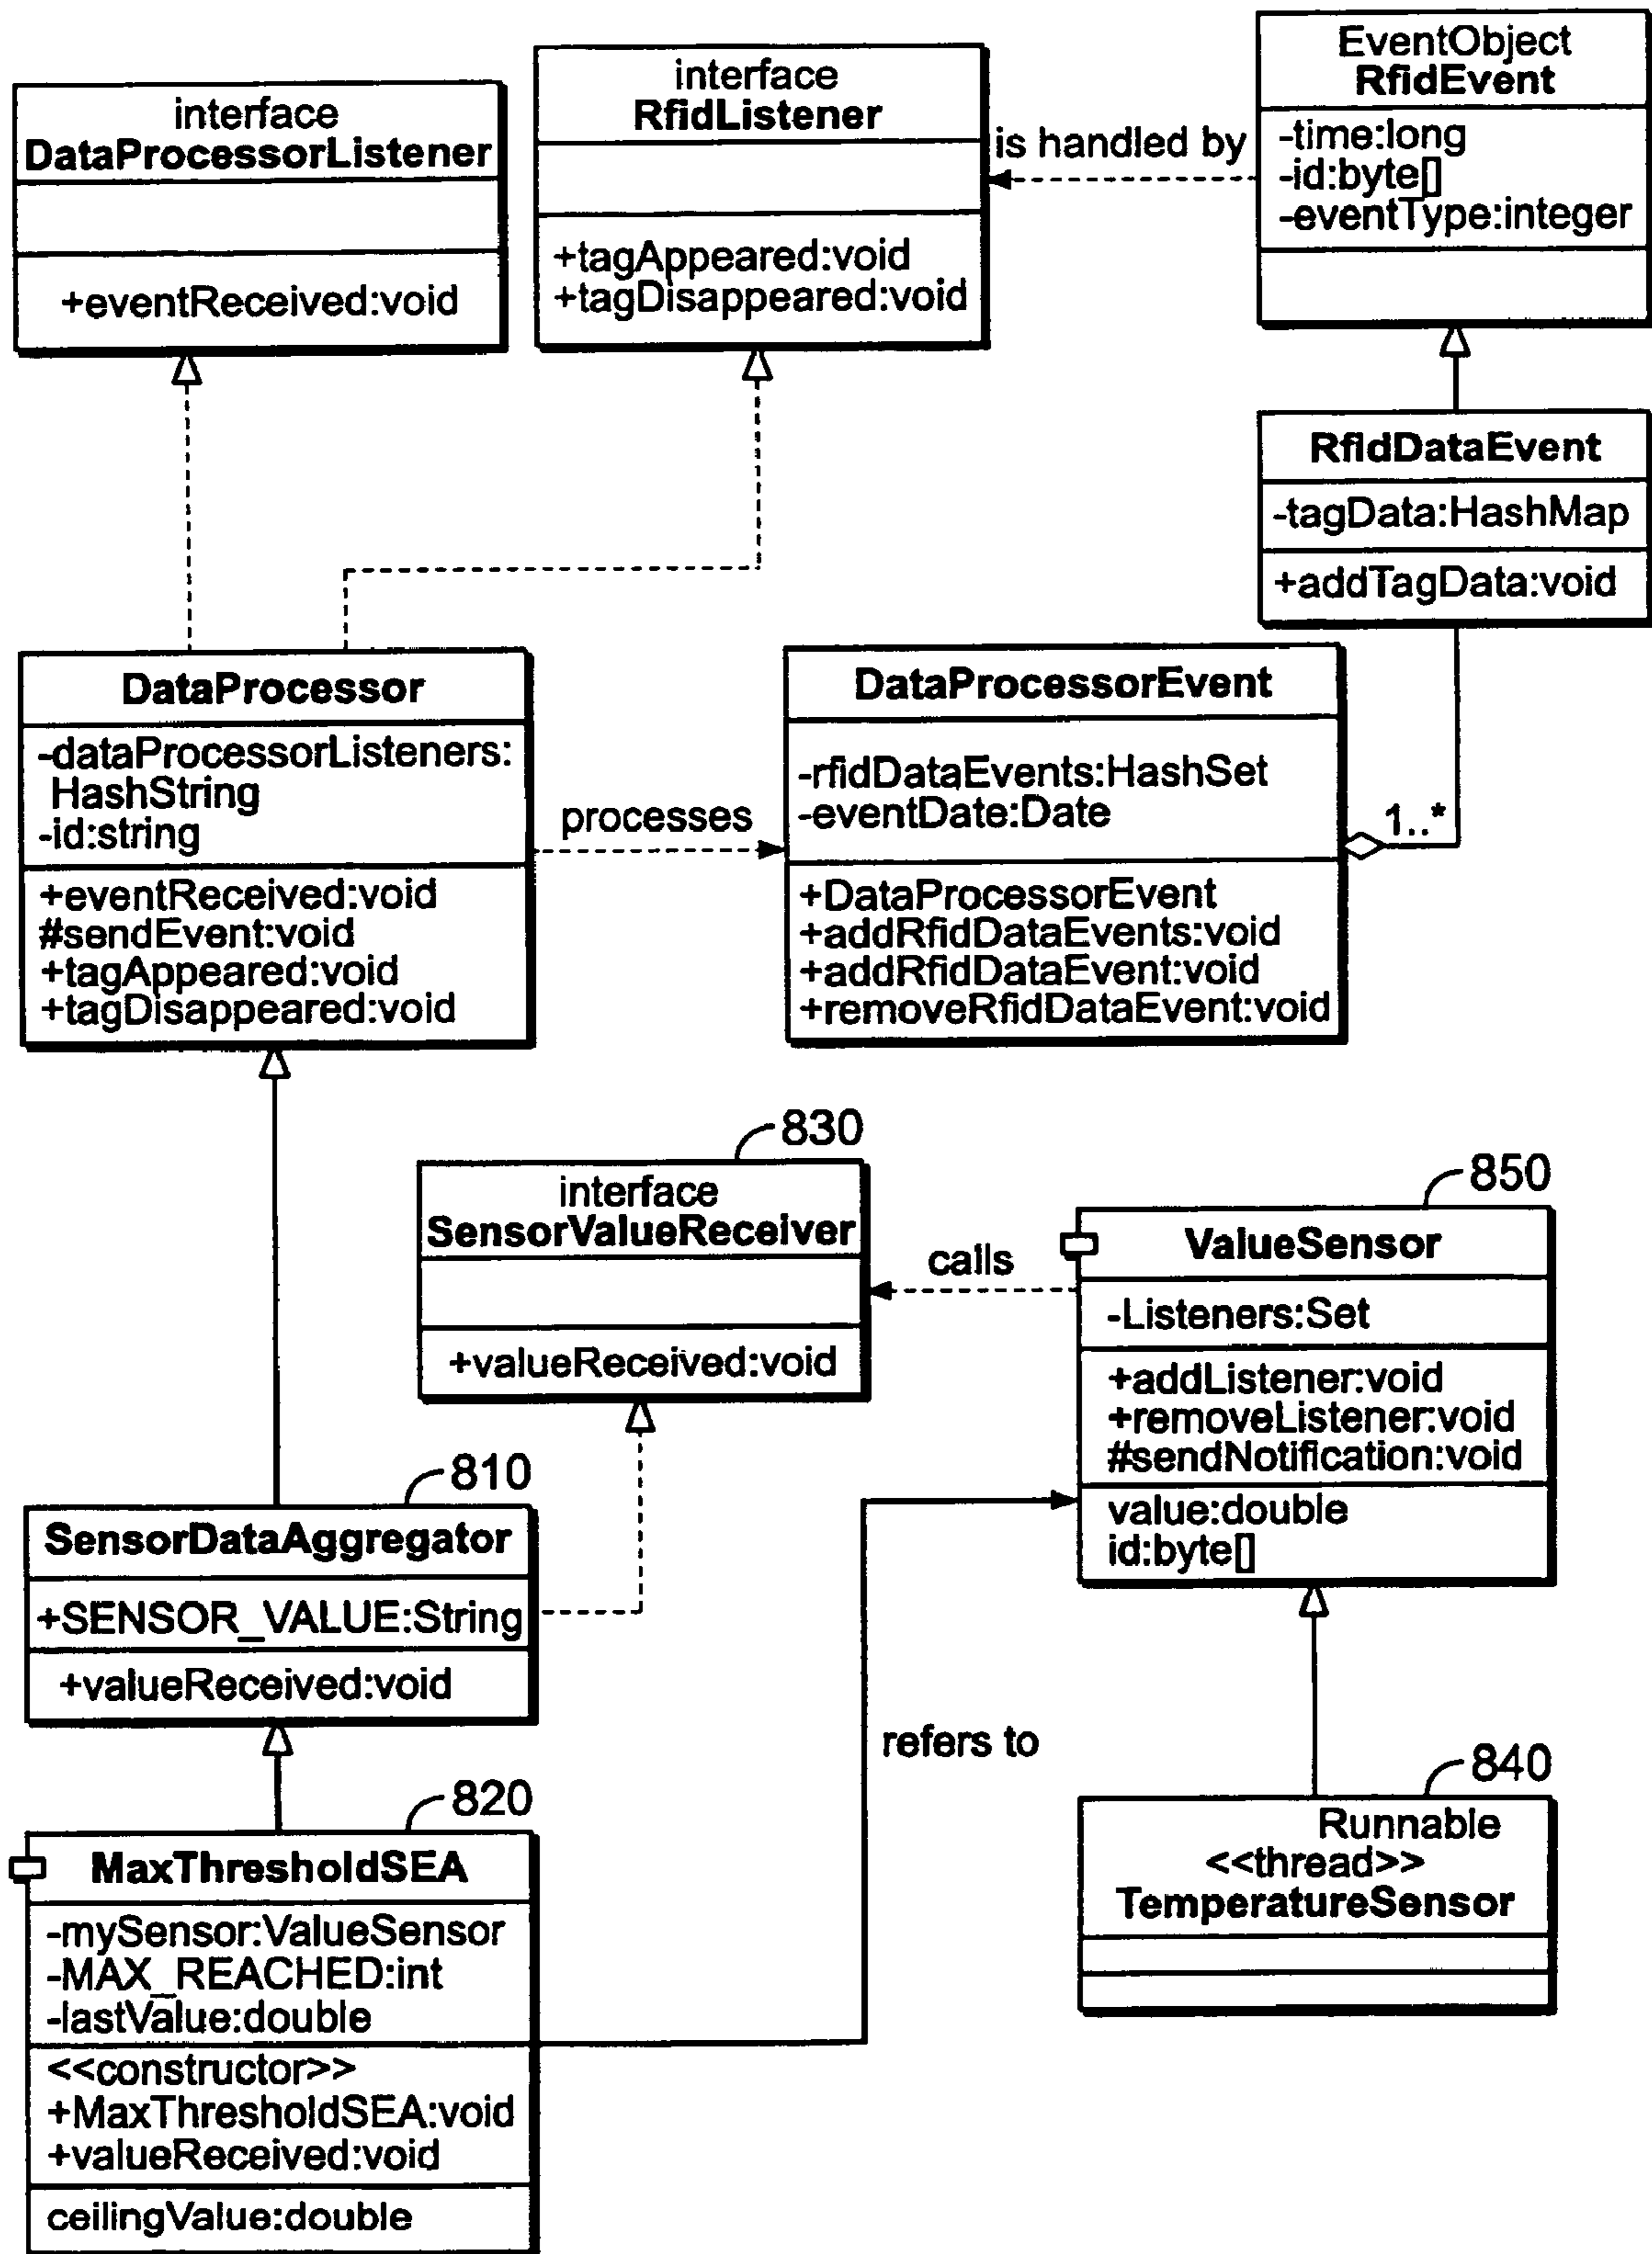 interface
DataProcessorListener
+eventReceived:void
interface
RfidListener
+tagAppeared:void
+tagDisappeared:void
is handled by
EventObject
RfidEvent
-time:long
-id:byte[]
-eventType:integer
RfidDataEvent
-tagData:HashMap
+addTagData:void
DataProcessor
-dataProcessorListeners:
HashString
-id:string
+eventReceived:void
#sendEvent:void
+tagAppeared:void
+tagDisappeared:void
processes
DataProcessorEvent
-rfidDataEvents:HashSet
-eventDate:Date
+DataProcessorEvent
+addRfidDataEvents:void
+addRfidDataEvent:void
+removeRfidDataEvent:void
1..*
830
interface
SensorValueReceiver
+valueReceived:void
calls
850
ValueSensor
-Listeners:Set
+addListener:void
+removeListener:void
#sendNotification:void
value:double
id:byte[]
810
SensorDataAggregator
+SENSOR_VALUE:String
+valueReceived:void
refers to
840
Runnable
<<thread>>
TemperatureSensor
820
MaxThresholdSEA
-mySensor:ValueSensor
-MAX_REACHED:int
-lastValue:double
<<constructor>>
+MaxThresholdSEA:void
+valueReceived:void
ceilingValue:double